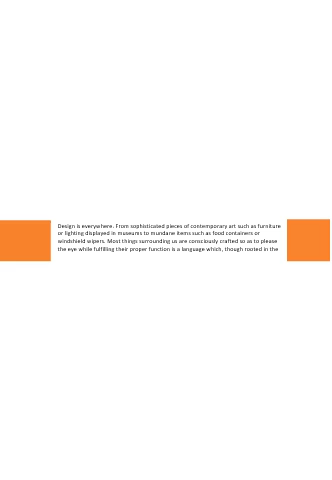 Design is everywhere. From sophisticated pieces of contemporary art such as furniture
or lighting displayed in museums to mundane items such as food containers or
windshield wipers. Most things surrounding us are consciously crafted so as to please
the eye while fulfilling their proper function is a language which, though rooted in the